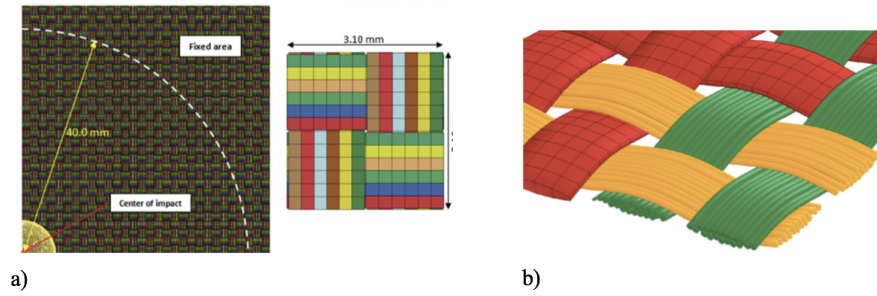 3.10 mm
Fixed area
40.0 mm
Center of impact
a)
b)